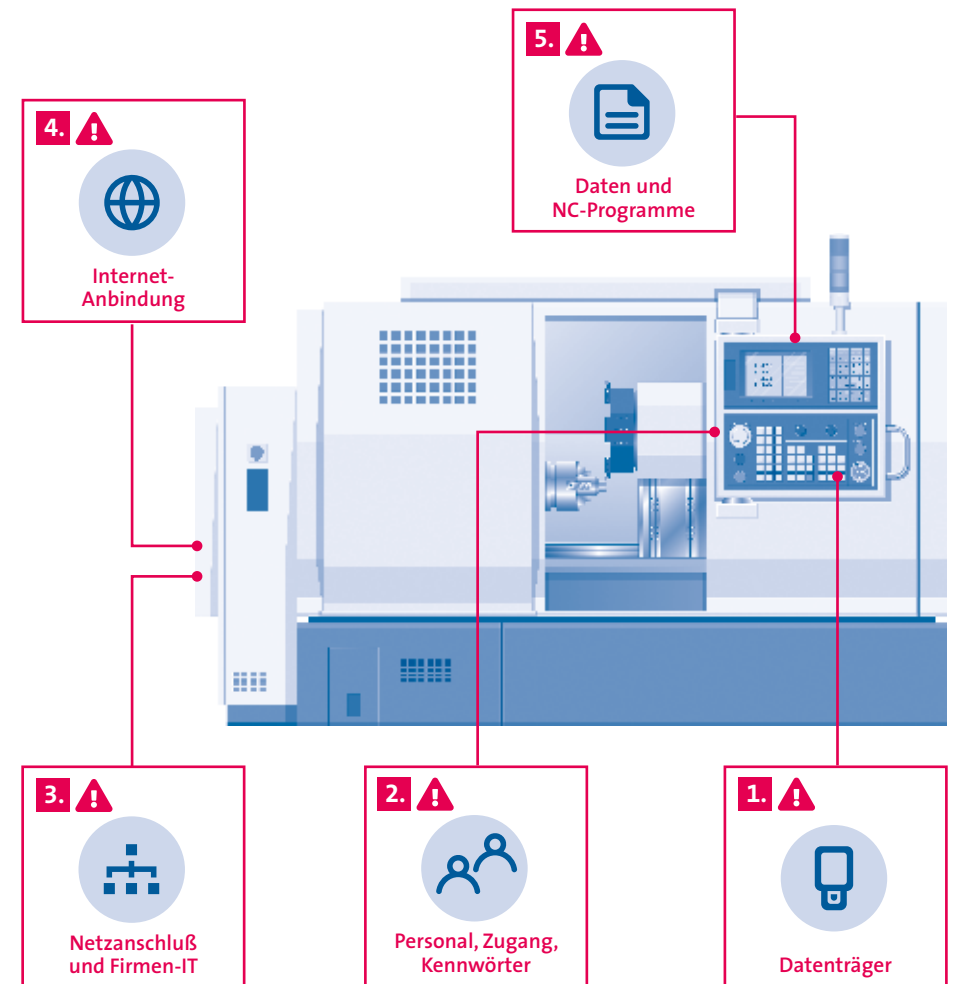 5.
Daten und
NC-Programme
4.
Internet-
Anbindung
3.
Netzanschluß
und Firmen-IT
2.
Personal, Zugang,
Kennwörter
1.
Datenträger